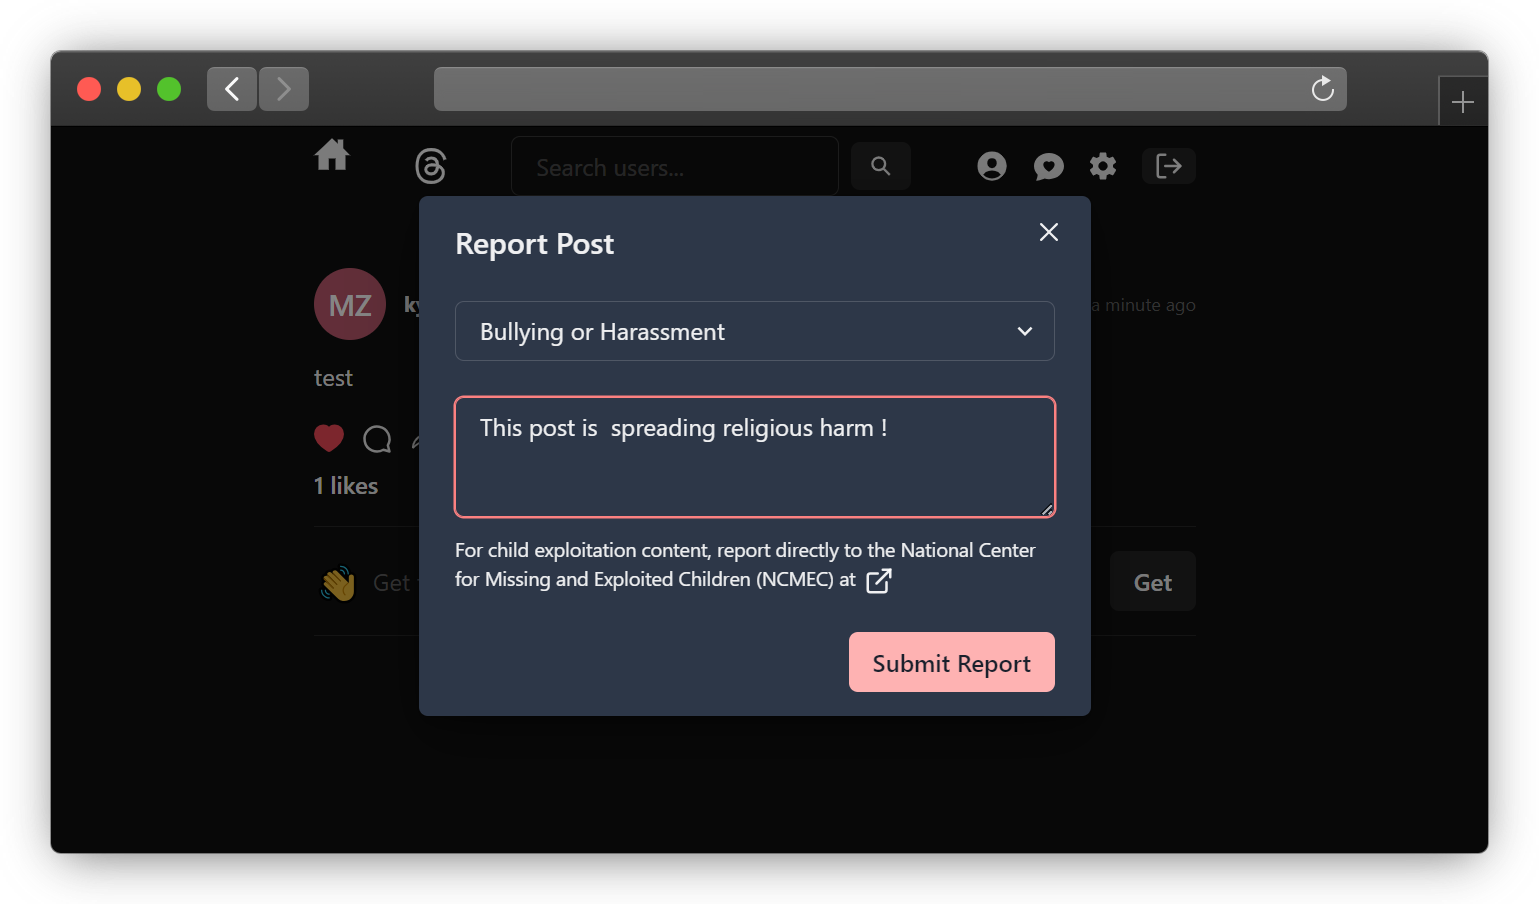 Search users...
Report Post
MZ
a minute ago
Bullying or Harassment
test
This post is  spreading religious harm !
1 likes
For child exploitation content, report directly to the National Center
for Missing and Exploited Children (NCMEC) at
Get
Get
Submit Report